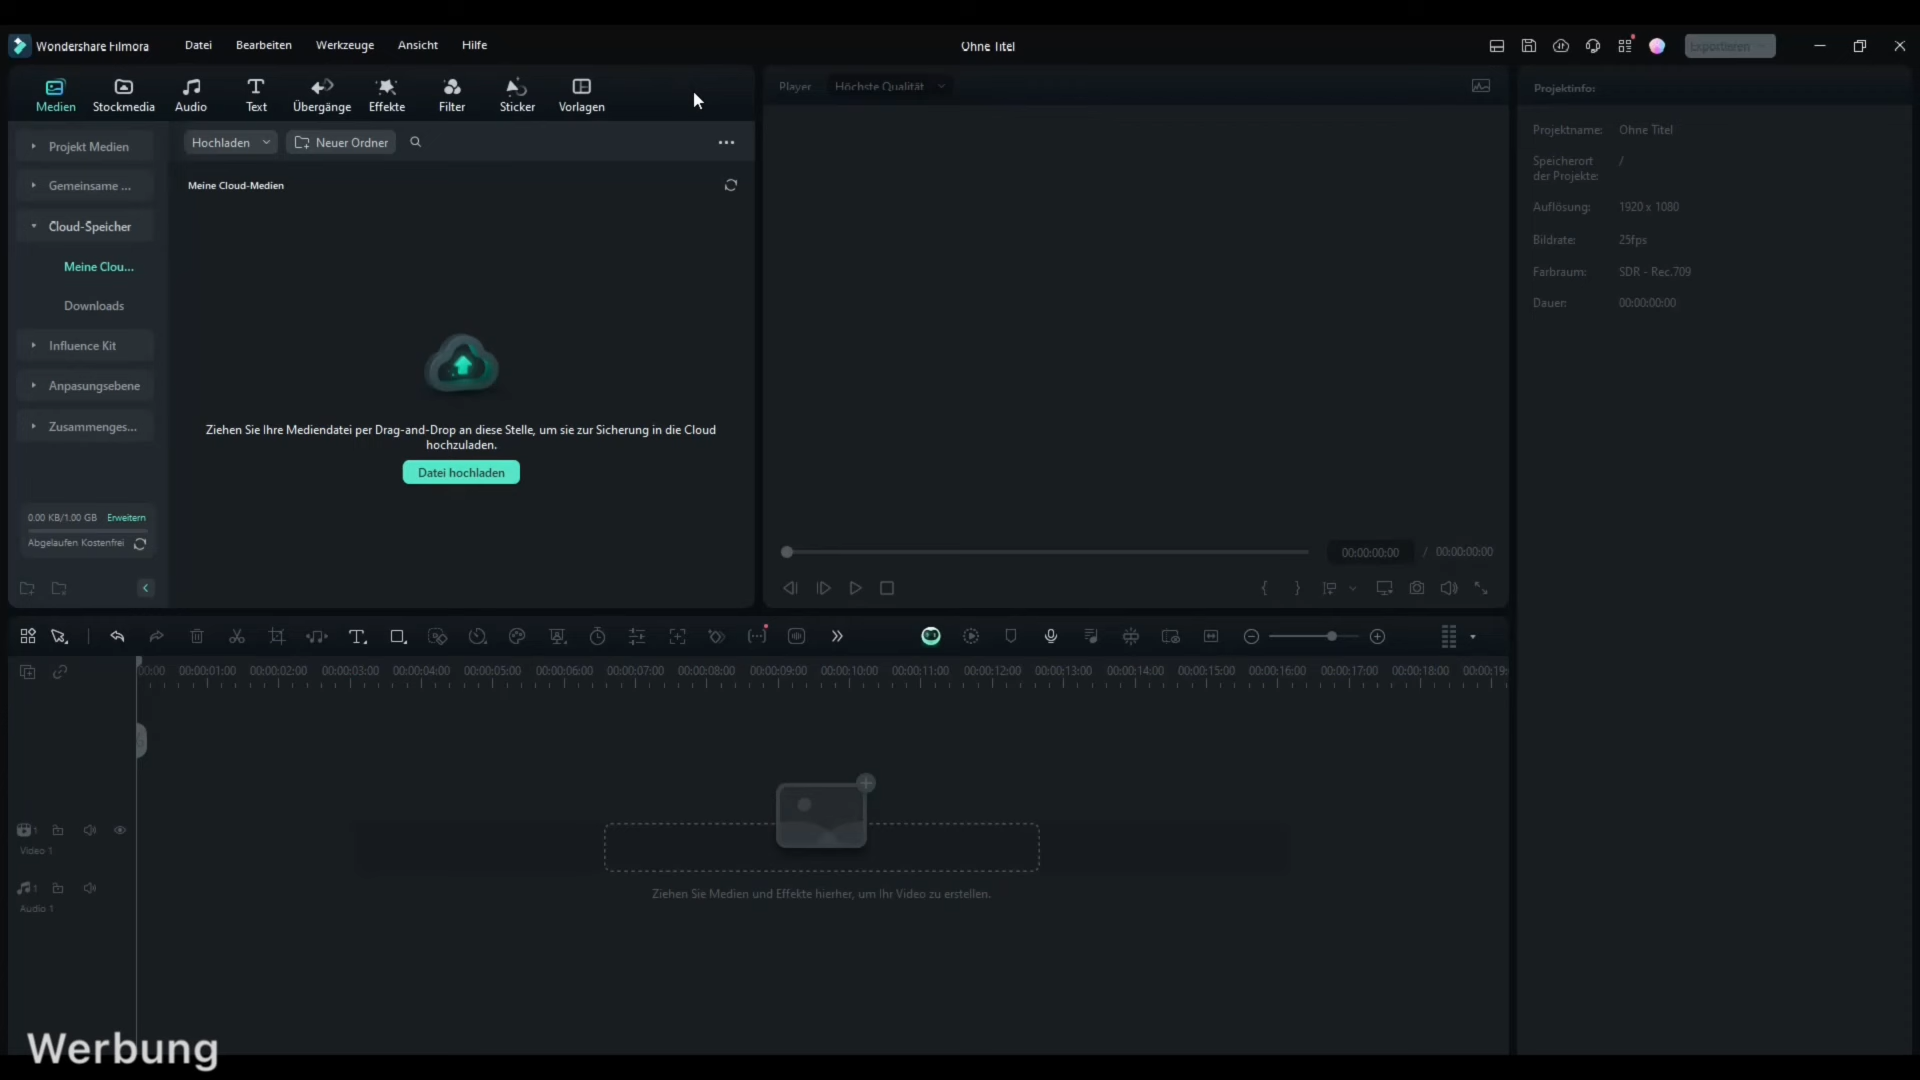 Wondershare Filmora
Datei
Bearbeiten
Werkzeuge
Ansicht
Hilfe
Ohne Titel
Exportieren
Medien
Stockmedia
Audio
Text
Übergänge
Effekte
Filter
Sticker
Vorlagen
Player
Höchste Qualität
Projektinfo:
Projekt Medien
Gemeinsame ...
Cloud-Speicher
Meine Clou...
Downloads
Influence Kit
Anpasungsebene
Zusammenges...
0.00 KB/1.00 GB
Erweitern
Abgelaufen Kostenfrei
Hochladen
Neuer Ordner
Meine Cloud-Medien
Ziehen Sie Ihre Mediendatei per Drag-and-Drop an diese Stelle, um sie zur Sicherung in die Cloud
hochzuladen.
Datei hochladen
00:00:00:00 / 00:00:00:00
Projektname: Ohne Titel
Speicherort /
der Projekte:
Auflösung: 1920 x 1080
Bildrate: 25fps
Farbraum: SDR - Rec.709
Dauer: 00:00:00:00
00:00 00:00:01:00 00:00:02:00 00:00:03:00 00:00:04:00 00:00:05:00 00:00:06:00 00:00:07:00 00:00:08:00 00:00:09:00 00:00:10:00 00:00:11:00 00:00:12:00 00:00:13:00 00:00:14:00 00:00:15:00 00:00:16:00 00:00:17:00 00:00:18:00 00:00:19:
1
Video 1
1
Audio 1
Ziehen Sie Medien und Effekte hierher, um Ihr Video zu erstellen.
Werbung